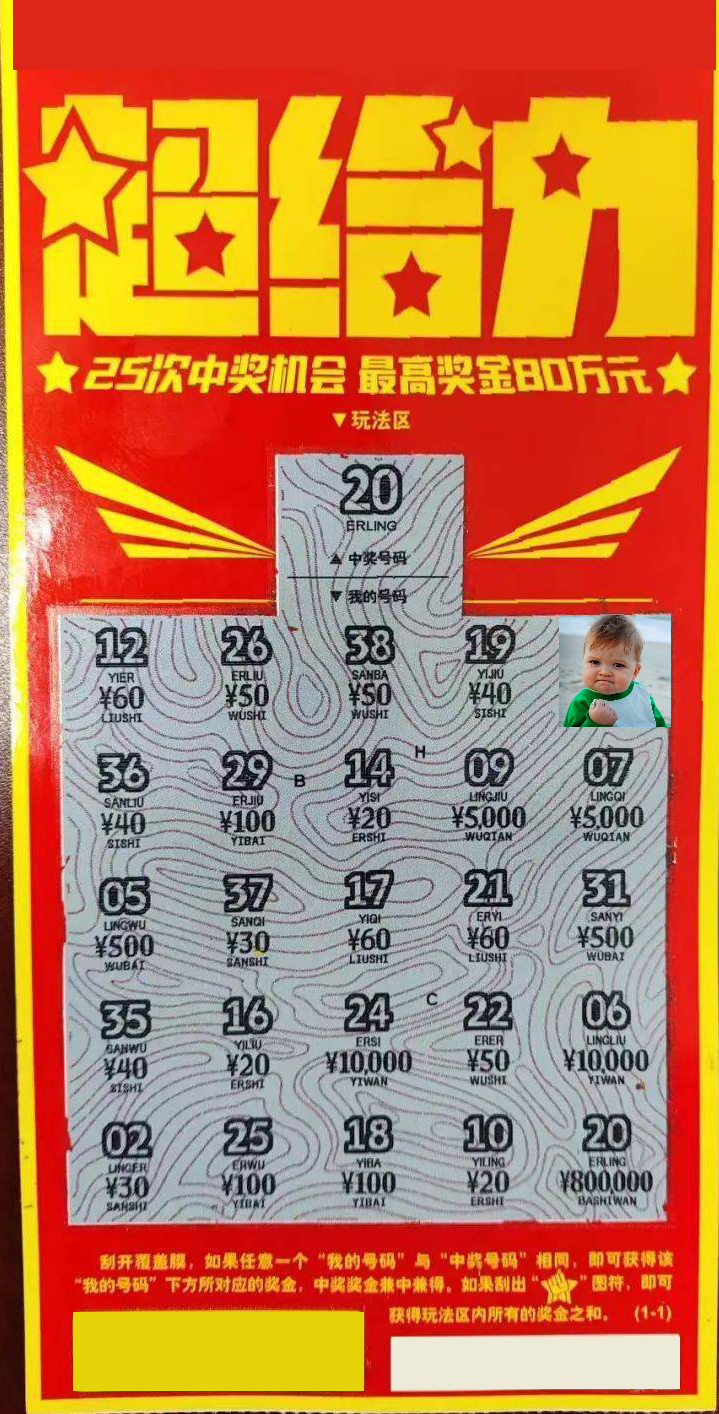 超给力
25次中奖机会 最高奖金80万元
▼玩法区
20
ERLING
▲ 中奖号码
▼ 我的号码
12 26 38 19
YIER ERLIU SANBA YIJIU
¥60 ¥50 ¥50 ¥40
LIUSHI WUSHI WUSHI SISHI
36 29 B 14 H 09 07
SANLIU ERJIU YISI LINGJIU LINGQI
¥40 ¥100 ¥20 ¥5,000 ¥5,000
SISHI YIBAI ERSHI WUQIAN WUQIAN
05 37 17 21 31
LINGWU SANQI YIQI ERYI SANYI
¥500 ¥30 ¥60 ¥60 ¥500
WUBAI SANSHI LIUSHI LIUSHI WUBAI
35 16 24 C 22 06
SANWU YILIU ERSI ERER LINGLIU
¥40 ¥20 ¥10,000 ¥50 ¥10,000
SISHI ERSHI YIWAN WUSHI YIWAN
02 25 18 10 20
LINGER ERWU YIBA YILING ERLING
¥30 ¥100 ¥100 ¥20 ¥800,000
SANSHI YIBAI YIBAI ERSHI BASHIWAN
刮开覆盖膜，如果任意一个“我的号码”与“中奖号码”相同，即可获得该
“我的号码”下方所对应的奖金，中奖奖金兼中兼得。如果刮出“ ”图符，即可
获得玩法区内所有的奖金之和。 (1-1)